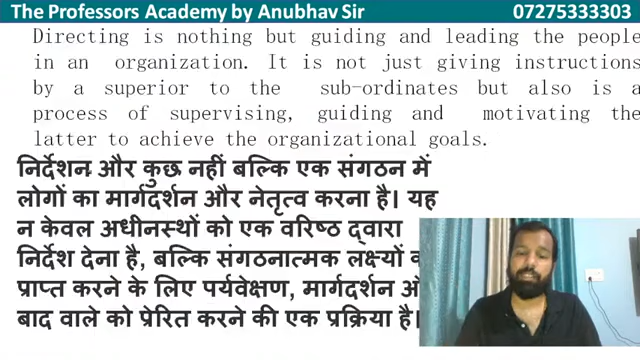 The Professors Academy by Anubhav Sir 07275333303
Directing is nothing but guiding and leading the people
in an organization. It is not just giving instructions
by a superior to the sub-ordinates but also is a
process of supervising, guiding and motivating the
latter to achieve the organizational goals.
निर्देशन और कुछ नहीं बल्कि एक संगठन में
लोगों का मार्गदर्शन और नेतृत्व करना है। यह
न केवल अधीनस्थों को एक वरिष्ठ द्वारा
निर्देश देना है, बल्कि संगठनात्मक लक्ष्यों
प्राप्त करने के लिए पर्यवेक्षण, मार्गदर्शन
बाद वाले को प्रेरित करने की एक प्रक्रिया है।